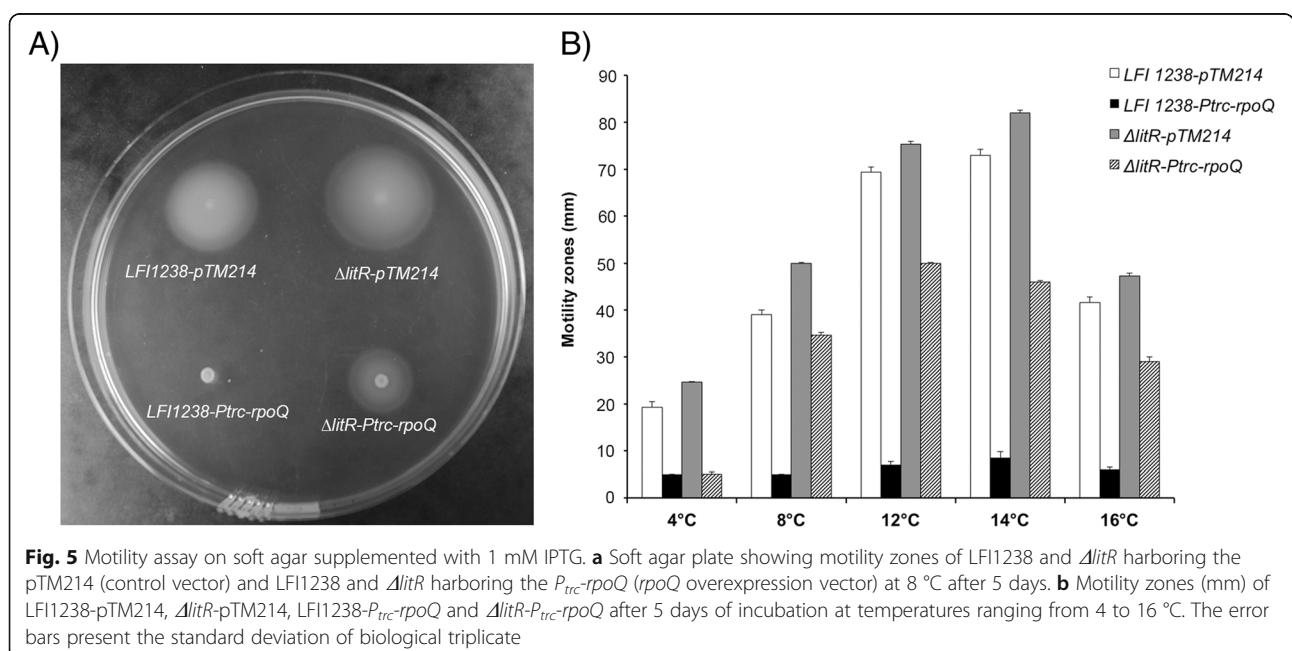 A)
LFI1238-pTM214
ΔlitR-pTM214
LFI1238-Ptrc-rpoQ
ΔlitR-Ptrc-rpoQ
B)
Motility zones (mm)
90
80
70
60
50
40
30
20
10
0
4°C
8°C
12°C
14°C
16°C
LFI 1238-pTM214
LFI 1238-Ptrc-rpoQ
ΔlitR-pTM214
ΔlitR-Ptrc-rpoQ
Fig. 5 Motility assay on soft agar supplemented with 1 mM IPTG. a Soft agar plate showing motility zones of LFI1238 and ΔlitR harboring the
pTM214 (control vector) and LFI1238 and ΔlitR harboring the Ptrc-rpoQ (rpoQ overexpression vector) at 8 °C after 5 days. b Motility zones (mm) of
LFI1238-pTM214, ΔlitR-pTM214, LFI1238-Ptrc-rpoQ and ΔlitR-Ptrc-rpoQ after 5 days of incubation at temperatures ranging from 4 to 16 °C. The error
bars present the standard deviation of biological triplicate